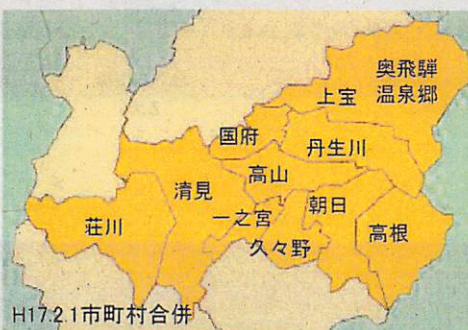 奥飛騨
温泉郷
上宝
国府
丹生川
高山
清見
朝日
一之宮
荘川
高根
久々野
H17.2.1市町村合併